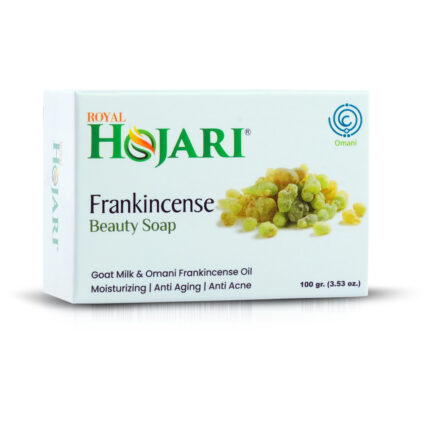 ROYAL
HOJARI®
Omani
Frankincense
Beauty Soap
Goat Milk & Omani Frankincense Oil
Moisturizing | Anti Aging | Anti Acne
100 gr. (3.53 oz.)
HOJARI